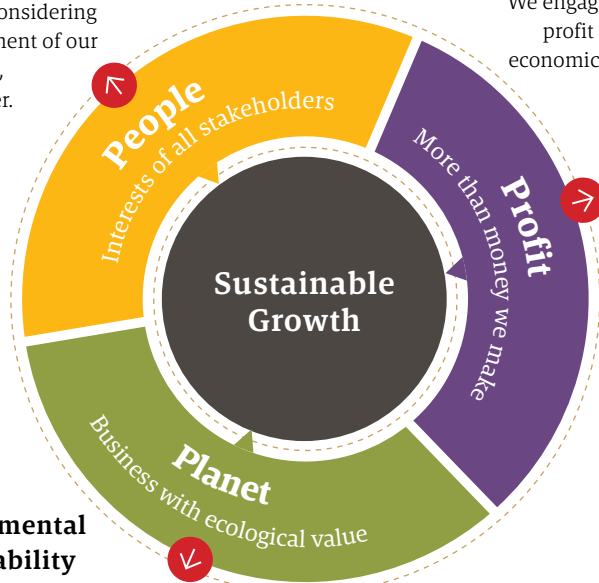 onsidering
ment of our
,
er.
We engag
profit
economic
People
Interests of all stakeholders
Profit
More than money we make
Sustainable
Growth
Planet
Business with ecological value
mental
ability